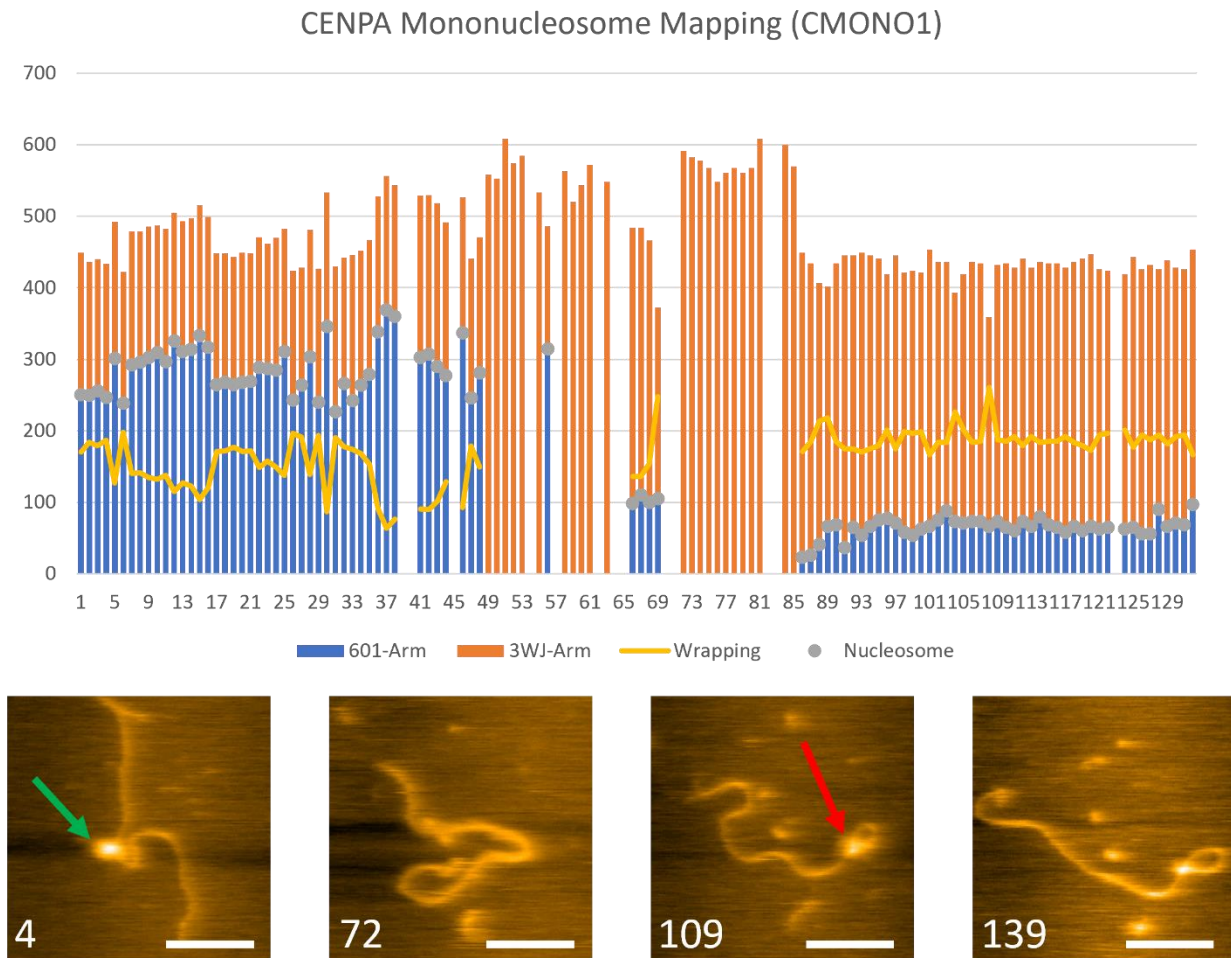 CENPA Mononucleosome Mapping (CMONO1)
700
600
500
400
300
200
100
0
1 5 9 13 17 21 25 29 33 37 41 45 49 53 57 61 65 69 73 77 81 85 89 93 97 101 105 109 113 117 121 125 129
601-Arm 3WJ-Arm Wrapping Nucleosome
4 72 109 139